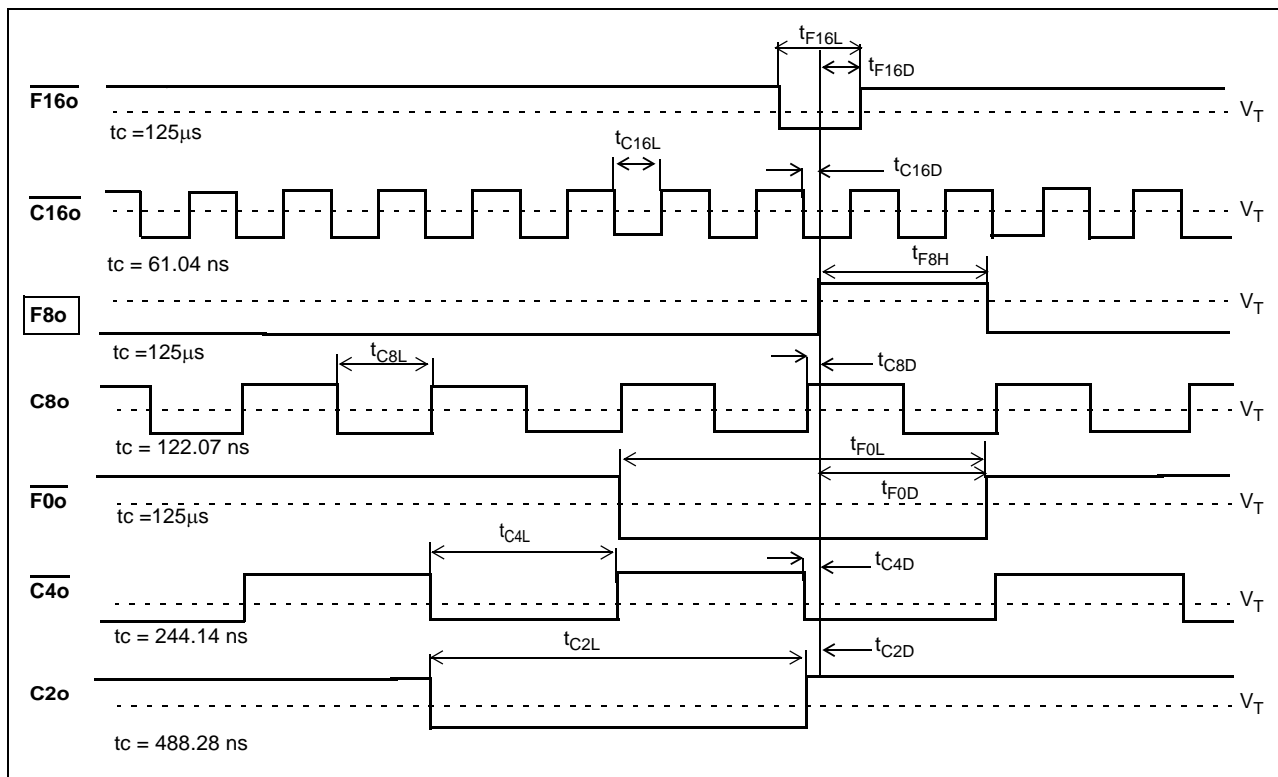 tF16L
tF16D
F16o
VT
tc =125μs
tC16L
tC16D
C16o
VT
tc = 61.04 ns
tF8H
F8o
VT
tc =125μs
tC8L
tC8D
C8o
VT
tc = 122.07 ns
tF0L
F0o
tF0D
VT
tc =125μs
tC4L
tC4D
C4o
VT
tc = 244.14 ns
tC2L
tC2D
C2o
VT
tc = 488.28 ns